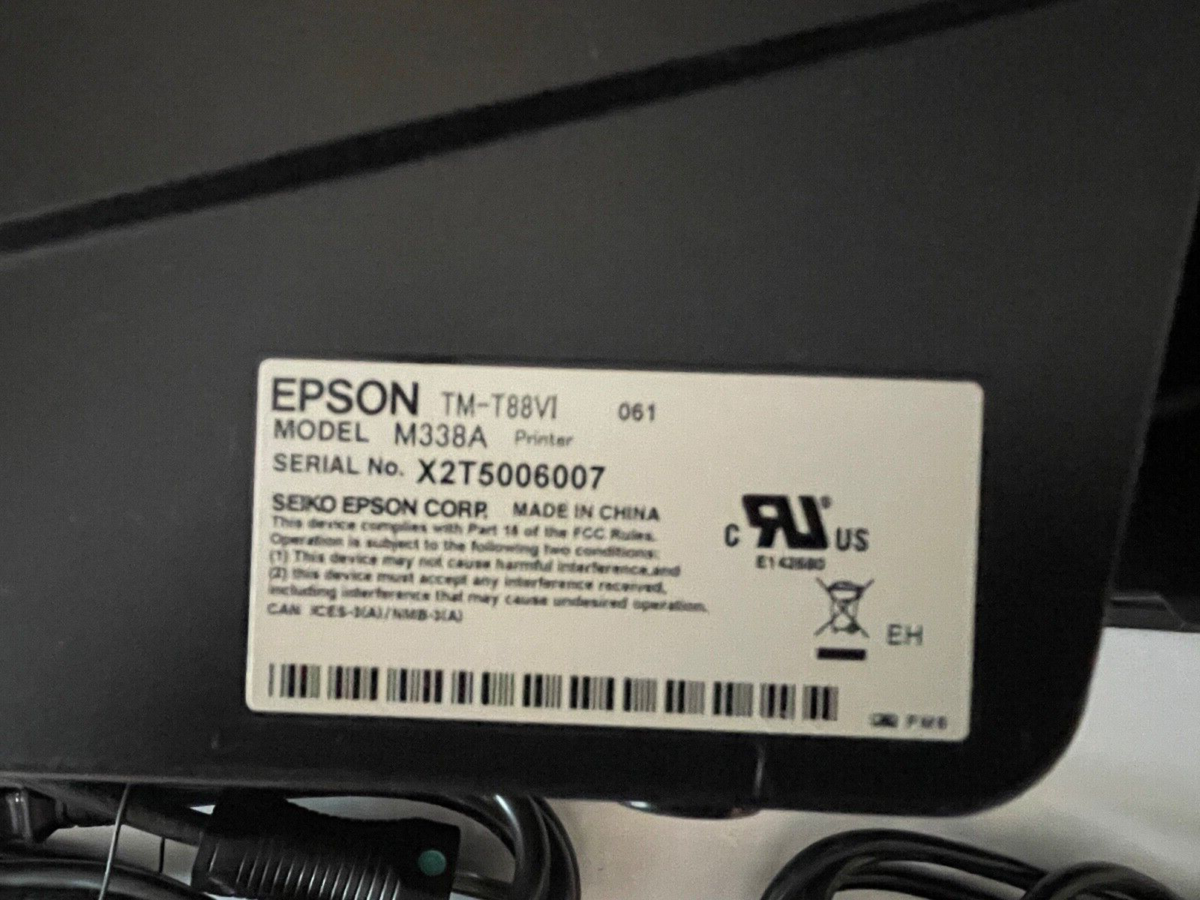 EPSON TM-T88VI 061
MODEL M338A Printer
SERIAL No. X2T5006007
SEIKO EPSON CORP. MADE IN CHINA
This device complies with Part 15 of the FCC Rules.
Operation is subject to the following two conditions:
(1) This device may not cause harmful interference,and
(2) this device must accept any interference received,
including interference that may cause undesired operation.
CAN ICES-3(A)/NMB-3(A)
C RU® US
E142680
EH
PM6